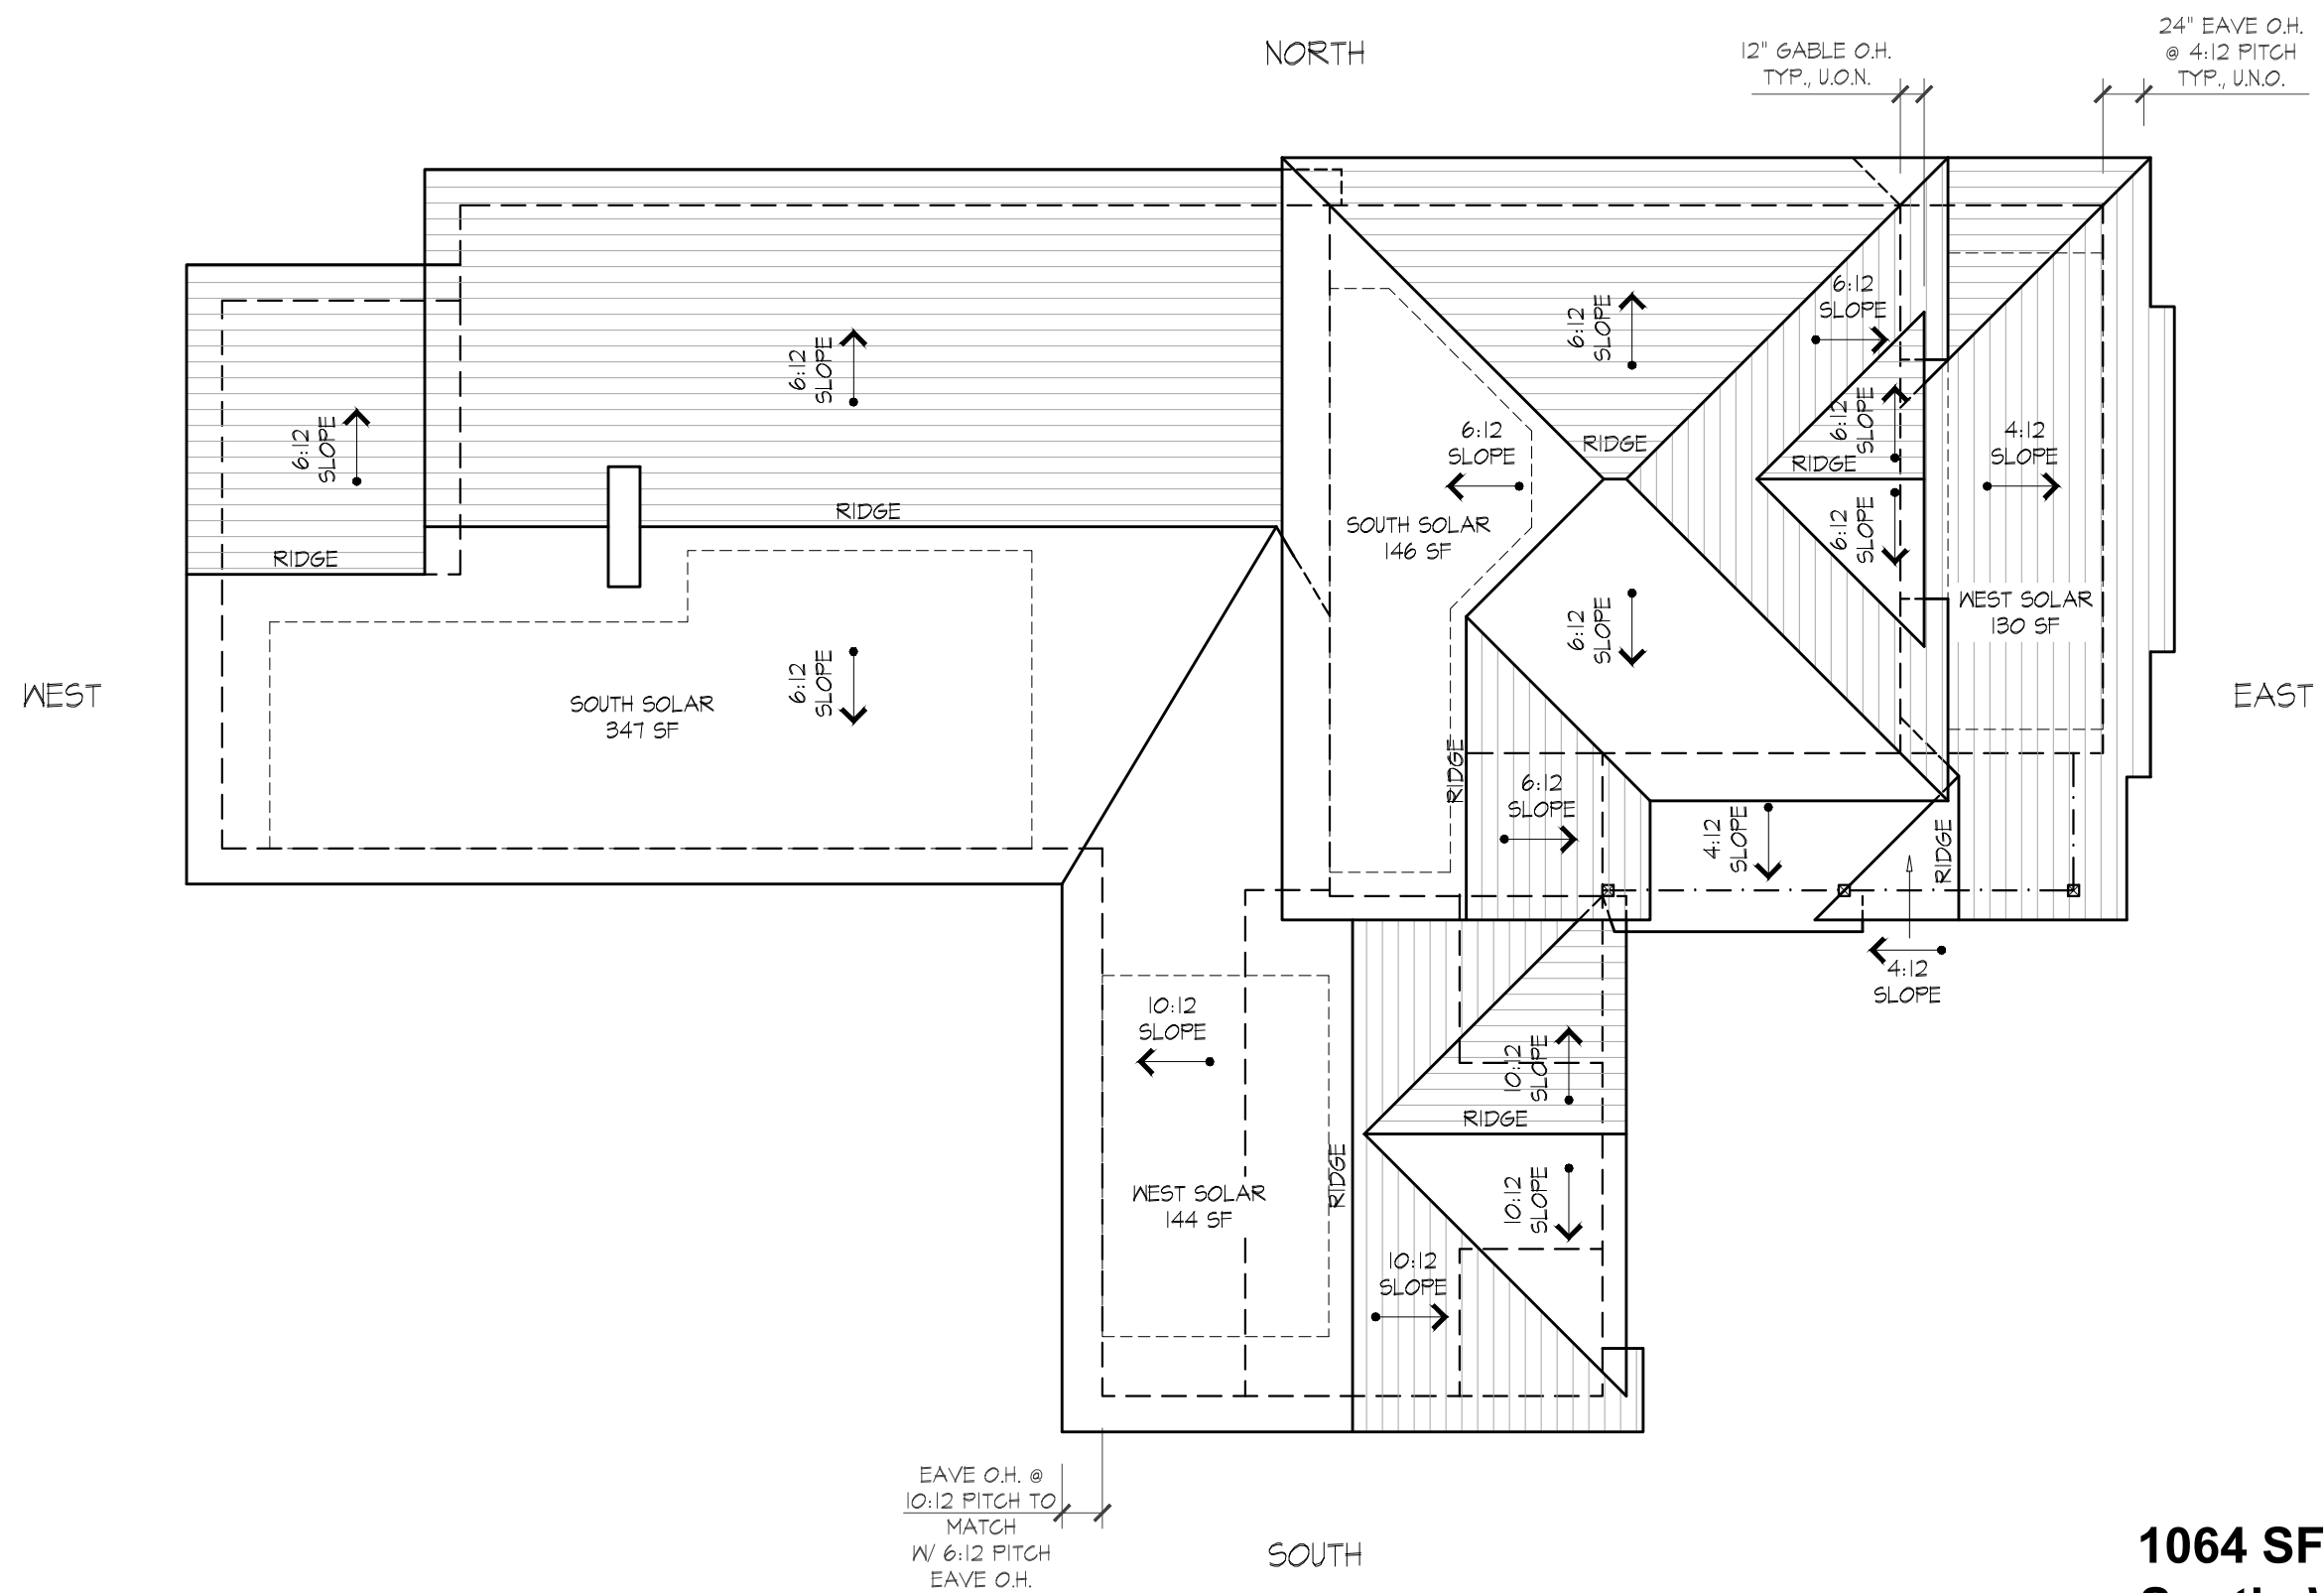 NORTH
12" GABLE O.H.
TYP., U.O.N.
24" EAVE O.H.
@ 4:12 PITCH
TYP., U.N.O.
6:12
SLOPE
6:12
SLOPE
6:12
SLOPE
6:12
SLOPE
RIDGE
6:12
SLOPE
6:12
SLOPE
RIDGE
4:12
SLOPE
RIDGE
SOUTH SOLAR
146 SF
6:12
SLOPE
RIDGE
WEST SOLAR
130 SF
6:12
SLOPE
WEST
SOUTH SOLAR
347 SF
6:12
SLOPE
EAST
RIDGE
6:12
SLOPE
4:12
SLOPE
RIDGE
4:12
SLOPE
10:12
SLOPE
10:12
SLOPE
RIDGE
RIDGE
WEST SOLAR
144 SF
10:12
SLOPE
10:12
SLOPE
EAVE O.H. @
10:12 PITCH TO
MATCH
W/ 6:12 PITCH
EAVE O.H.
SOUTH
1064 SF